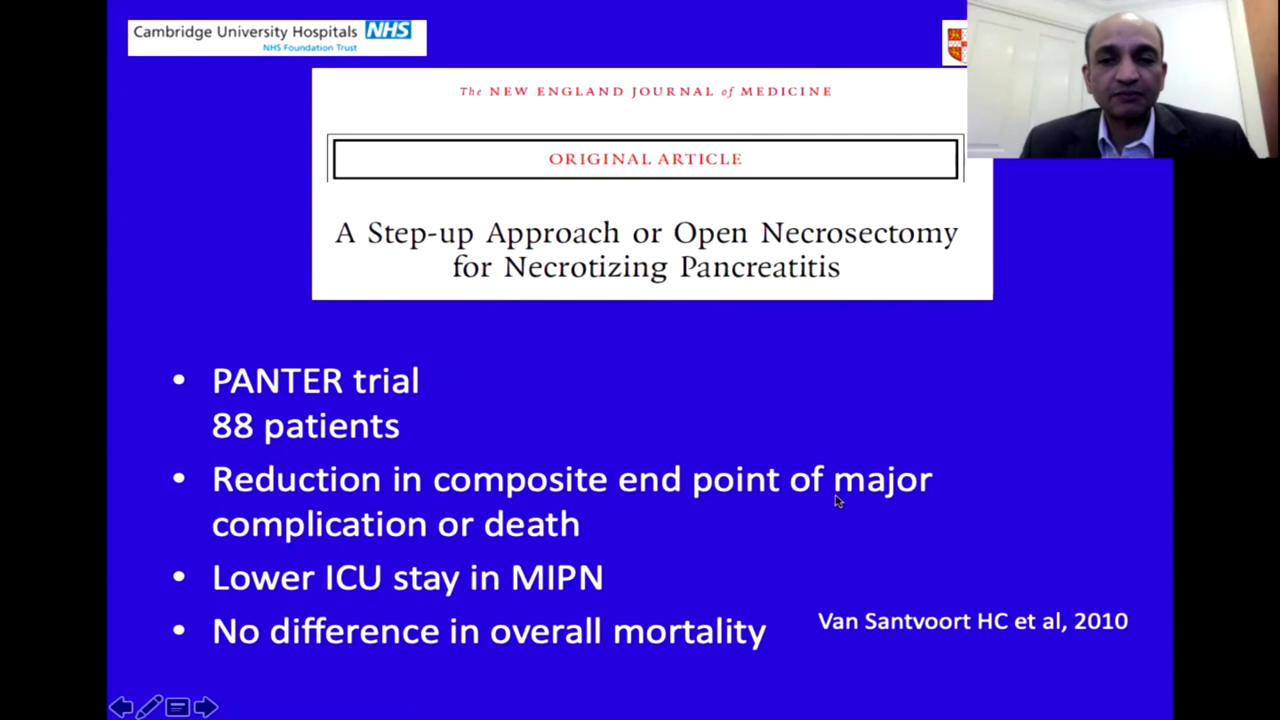 Cambridge University Hospitals NHS
NHS Foundation Trust
The NEW ENGLAND JOURNAL of MEDICINE
ORIGINAL ARTICLE
A Step-up Approach or Open Necrosectomy
for Necrotizing Pancreatitis
• PANTER trial
88 patients
• Reduction in composite end point of major
complication or death
• Lower ICU stay in MIPN
• No difference in overall mortality
Van Santvoort HC et al, 2010